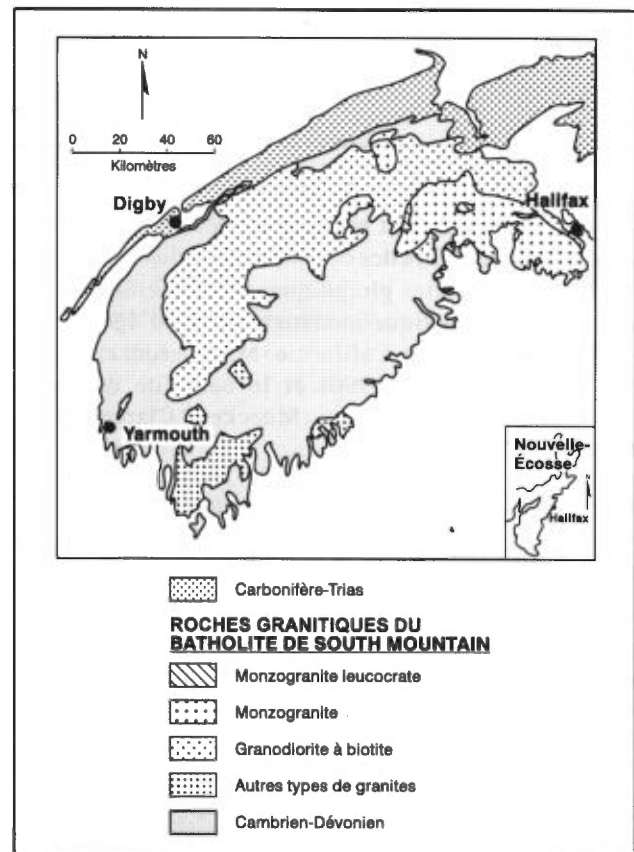 N
0 20 40 60
Kilomètres
Digby
Halifax
Yarmouth
Nouvelle-
Écosse
N
Halifax
Carbonifère-Trias
ROCHES GRANITIQUES DU
BATHOLITE DE SOUTH MOUNTAIN
Monzogranite leucocrate
Monzogranite
Granodiorite à biotite
Autres types de granites
Cambrien-Dévonien